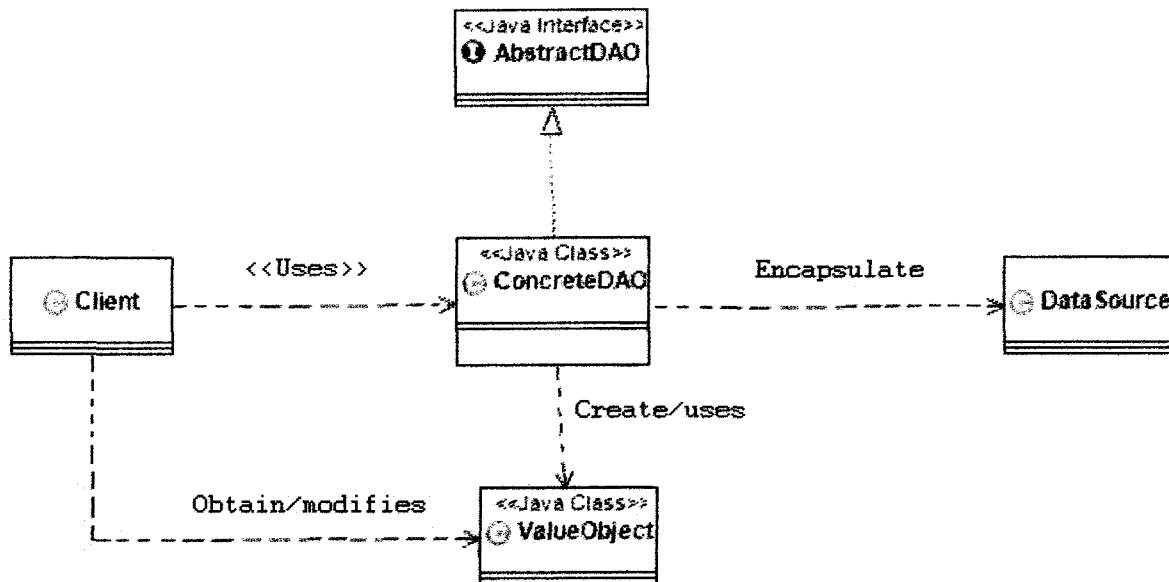 <<Java Interface>>
AbstractDAO
<<Uses>>
Client
<<Java Class>>
ConcreteDAO
Encapsulate
DataSource
Create/uses
Obtain/modifies
<<Java Class>>
ValueObject